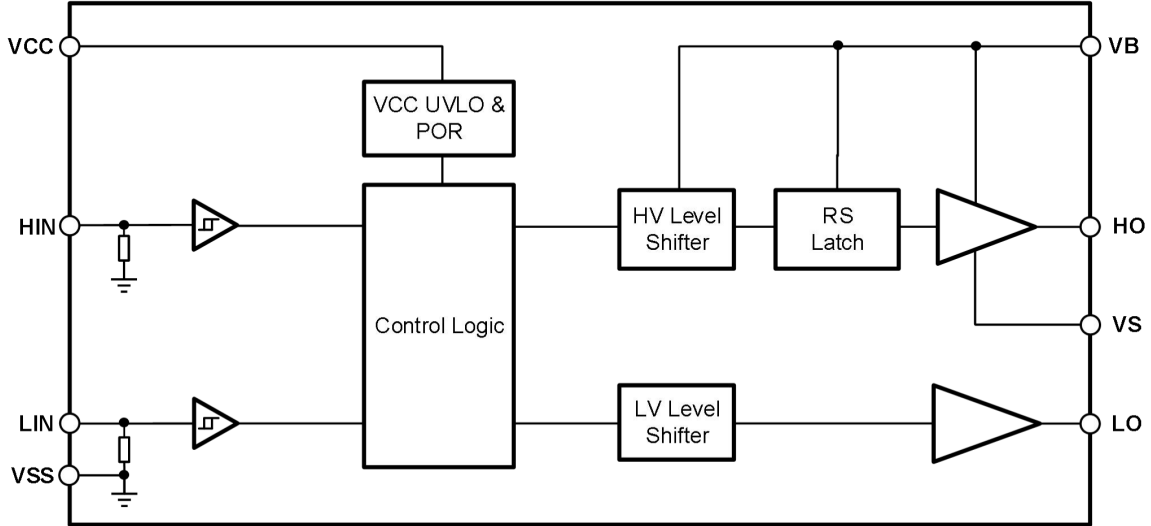 VCC
VB
VCC UVLO &
POR
HIN
HV Level
Shifter
RS
Latch
HO
Control Logic
VS
LIN
LV Level
Shifter
LO
VSS